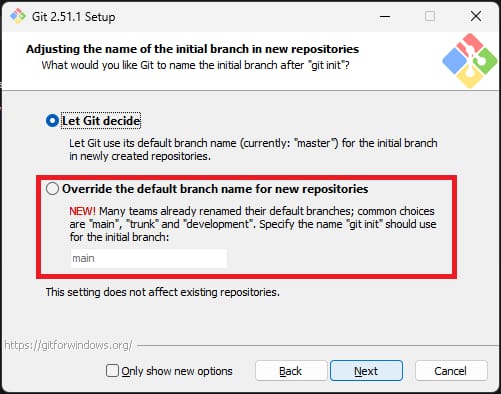 Git 2.51.1 Setup
Adjusting the name of the initial branch in new repositories
What would you like Git to name the initial branch after "git init"?
Let Git decide
Let Git use its default branch name (currently: "master") for the initial branch
in newly created repositories.
Override the default branch name for new repositories
NEW! Many teams already renamed their default branches; common choices
are "main", "trunk" and "development". Specify the name "git init" should use
for the initial branch:
main
This setting does not affect existing repositories.
https://gitforwindows.org/
Only show new options
Back
Next
Cancel